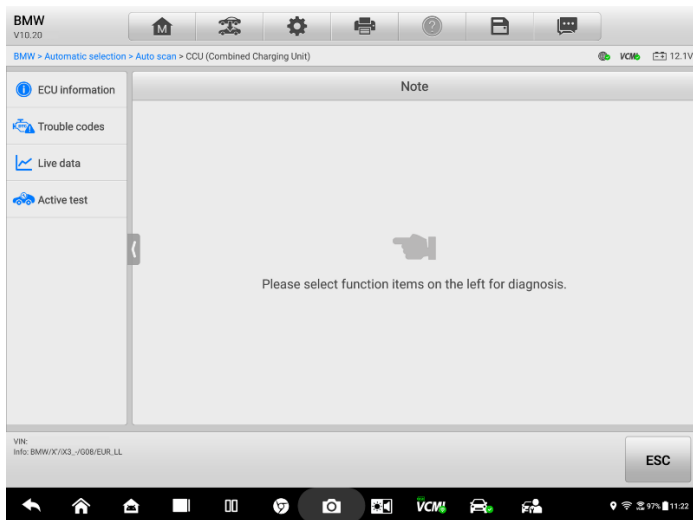 BMW
V10.20
M
?
BMW > Automatic selection > Auto scan > CCU (Combined Charging Unit)
VCMI
12.1V
ECU information
Note
Trouble codes
Live data
Active test
Please select function items on the left for diagnosis.
VIN:
Info: BMW/X'/iX3_-/G08/EUR_LL
ESC
VCMI
97%
11:22